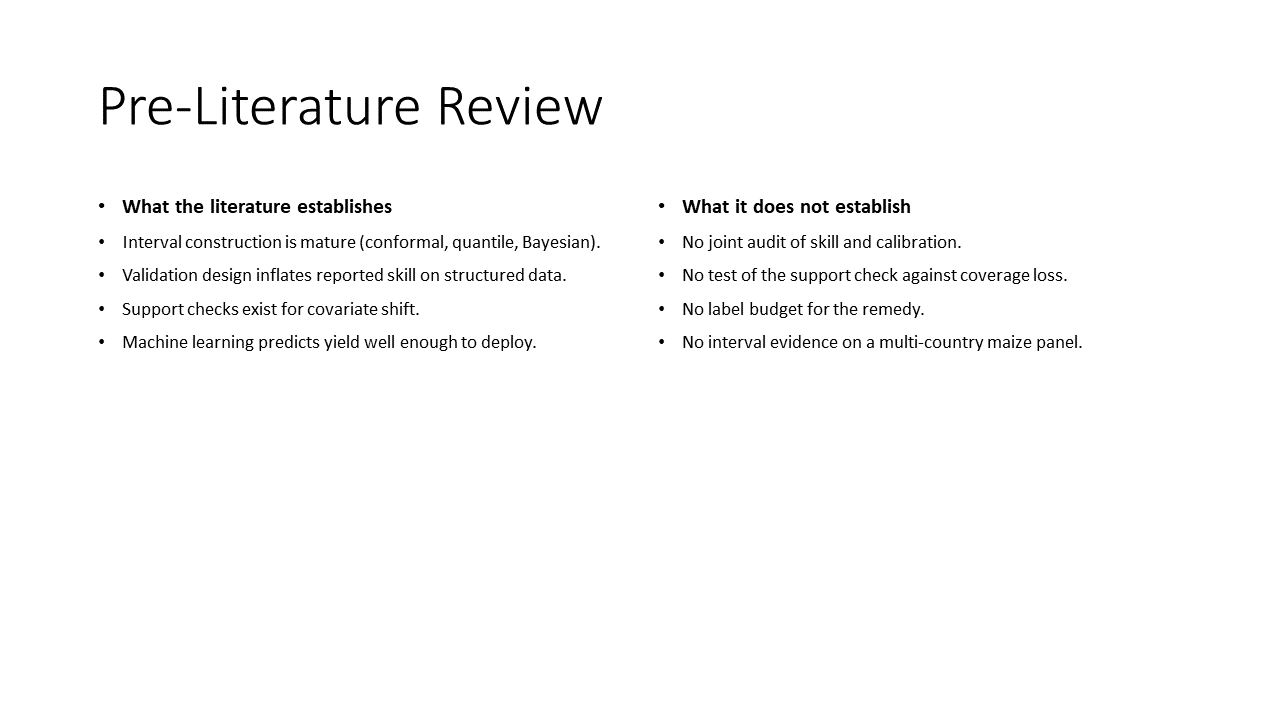 Pre-Literature Review
• What the literature establishes
• Interval construction is mature (conformal, quantile, Bayesian).
• Validation design inflates reported skill on structured data.
• Support checks exist for covariate shift.
• Machine learning predicts yield well enough to deploy.
• What it does not establish
• No joint audit of skill and calibration.
• No test of the support check against coverage loss.
• No label budget for the remedy.
• No interval evidence on a multi-country maize panel.